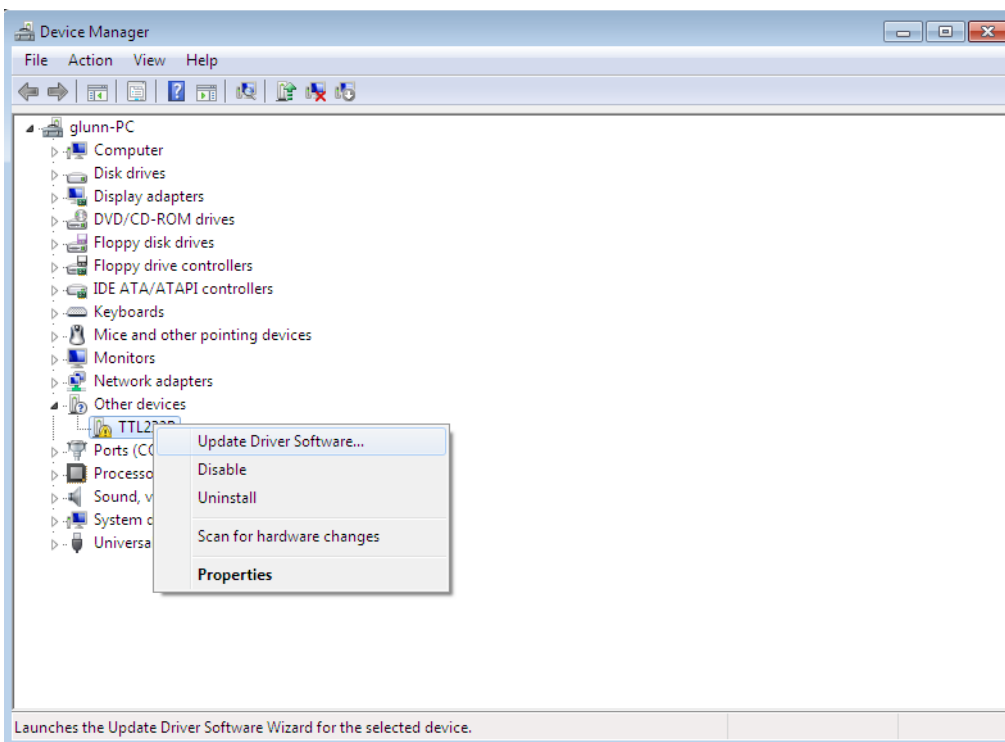 Device Manager
File Action View Help
glunn-PC
Computer
Disk drives
Display adapters
DVD/CD-ROM drives
Floppy disk drives
Floppy drive controllers
IDE ATA/ATAPI controllers
Keyboards
Mice and other pointing devices
Monitors
Network adapters
Other devices
Update Driver Software...
Ports
Disable
Uninstall
Sound,
System
Scan for hardware changes
Properties
Launches the Update Driver Software Wizard for the selected device.